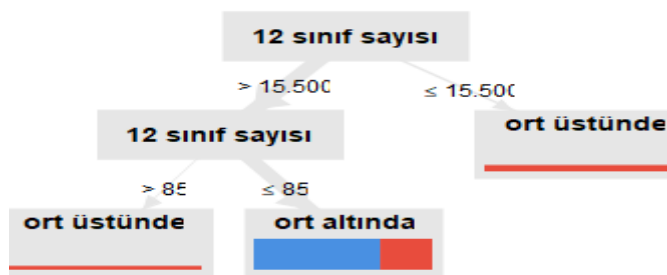 12 sınıf sayısı
> 15.500
≤ 15.500
12 sınıf sayısı
ort üstünde
> 85
≤ 85
ort üstünde
ort altında